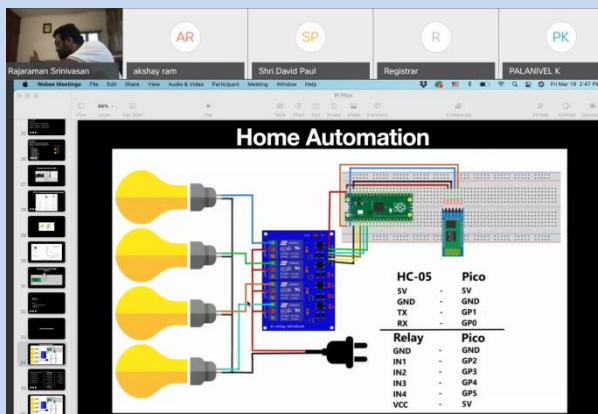 AR
SP
R
PK
Rajaraman Srinivasan
akshay ram
Shri.David Paul
Registrar
PALANIVEL K
Webex Meetings File Edit Share View Audio & Video Participant Meeting Window Help
Fri Mar 19 2:47 PM
Home Automation
HC-05 Pico
5V - 5V
GND - GND
TX - GP1
RX - GP0
Relay Pico
GND - GND
IN1 - GP2
IN2 - GP3
IN3 - GP4
IN4 - GP5
VCC - 5V